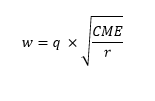 w = q × √(CME/r)